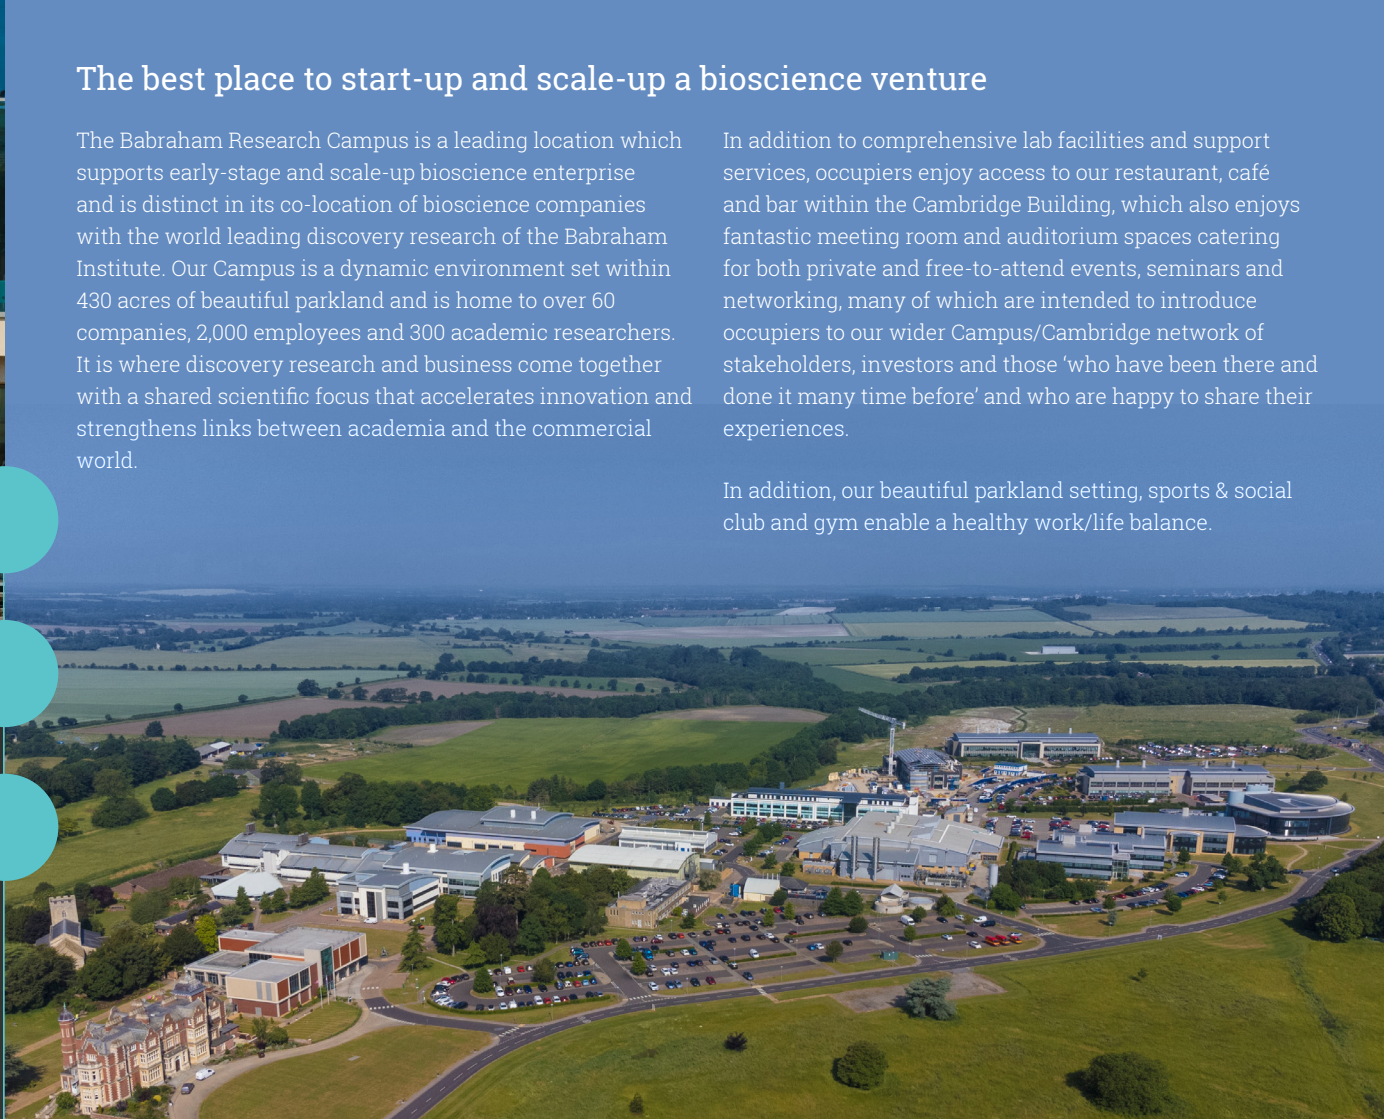 The best place to start-up and scale-up a bioscience venture
The Babraham Research Campus is a leading location which
supports early-stage and scale-up bioscience enterprise
and is distinct in its co-location of bioscience companies
with the world leading discovery research of the Babraham
Institute. Our Campus is a dynamic environment set within
430 acres of beautiful parkland and is home to over 60
companies, 2,000 employees and 300 academic researchers.
It is where discovery research and business come together
with a shared scientific focus that accelerates innovation and
strengthens links between academia and the commercial
world.
In addition to comprehensive lab facilities and support
services, occupiers enjoy access to our restaurant, café
and bar within the Cambridge Building, which also enjoys
fantastic meeting room and auditorium spaces catering
for both private and free-to-attend events, seminars and
networking, many of which are intended to introduce
occupiers to our wider Campus/Cambridge network of
stakeholders, investors and those ‘who have been there and
done it many time before’ and who are happy to share their
experiences.
In addition, our beautiful parkland setting, sports & social
club and gym enable a healthy work/life balance.